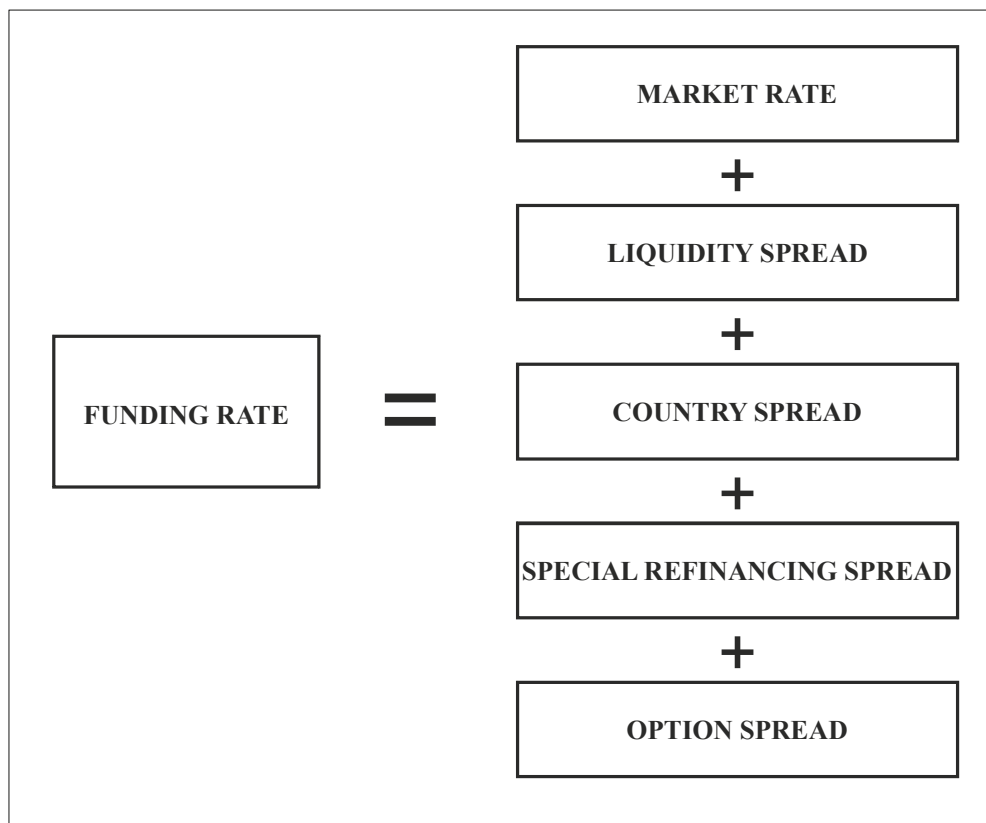 FUNDING RATE
=
MARKET RATE
+
LIQUIDITY SPREAD
+
COUNTRY SPREAD
+
SPECIAL REFINANCING SPREAD
+
OPTION SPREAD